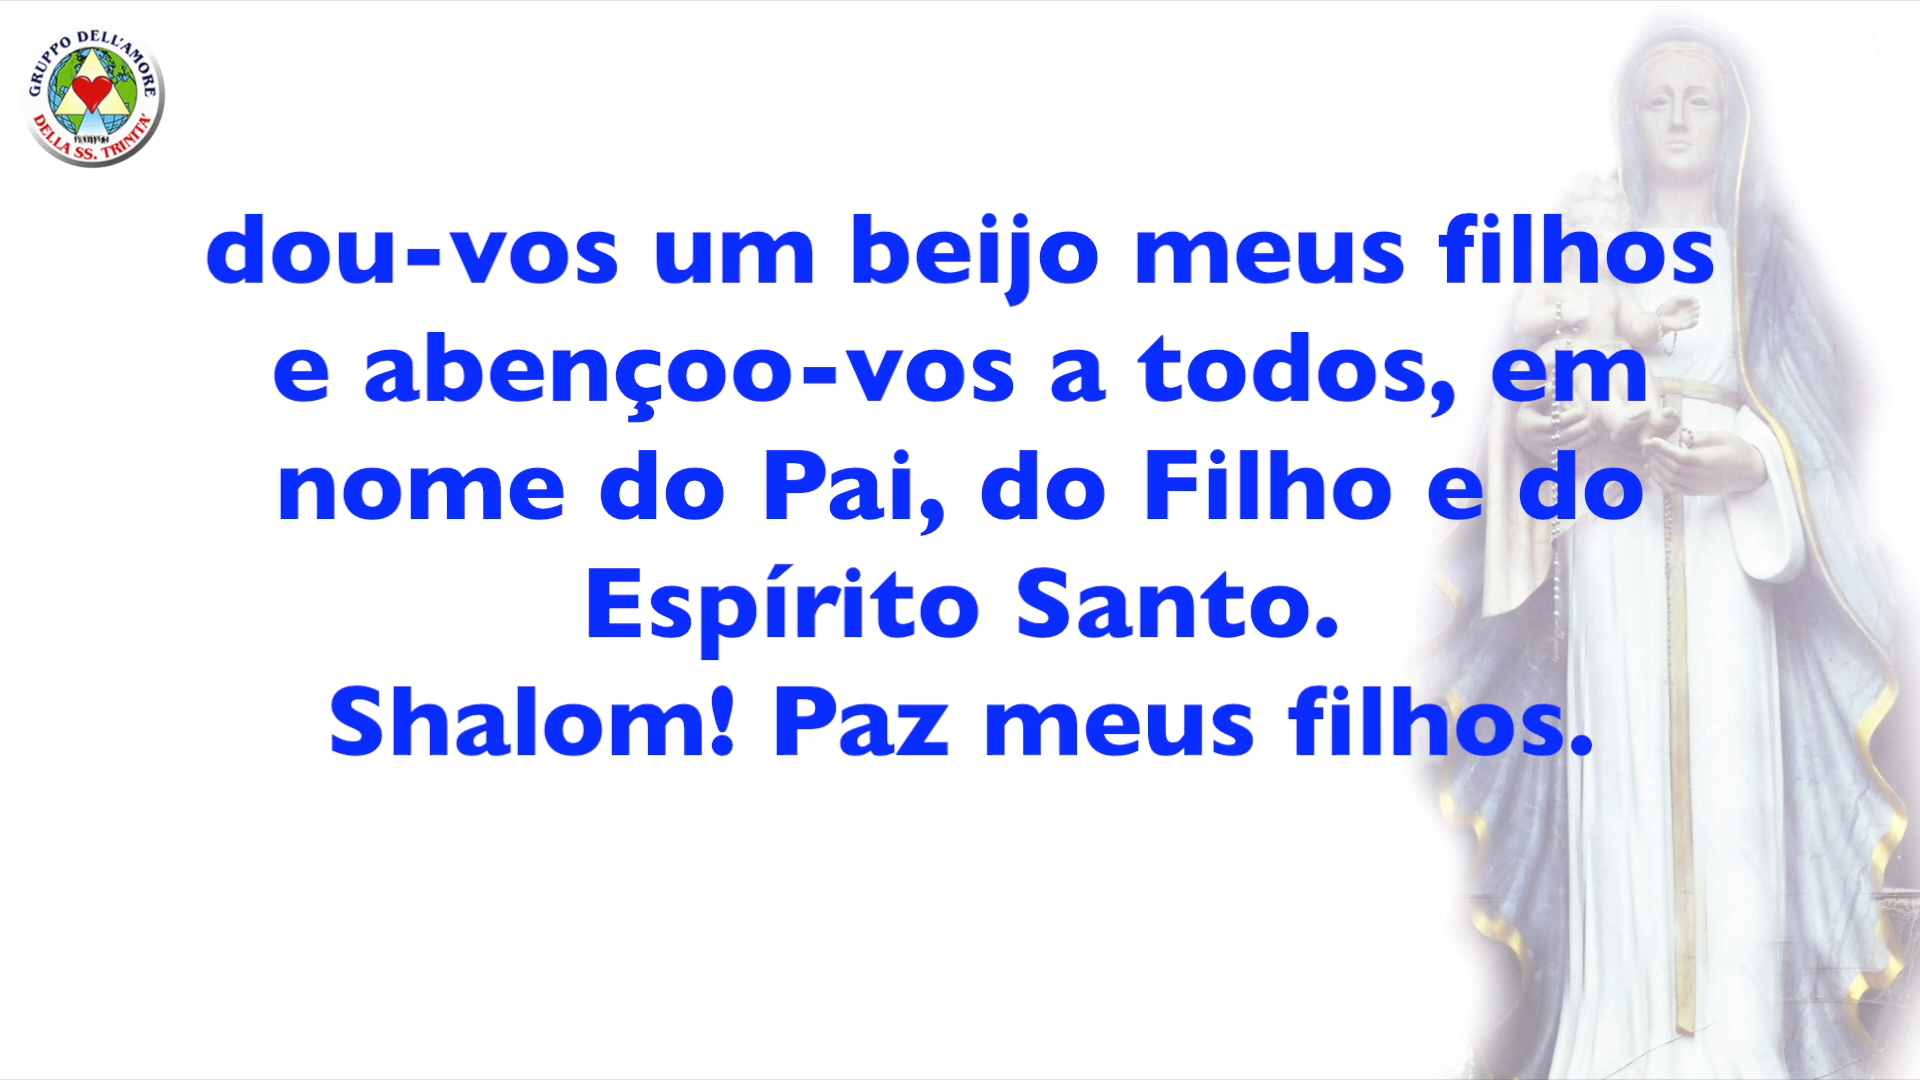 GRUPPO DELL'AMORE
DELLA SS. TRINITA'
dou-vos um beijo meus filhos
e abençoo-vos a todos, em
nome do Pai, do Filho e do
Espírito Santo.
Shalom! Paz meus filhos.